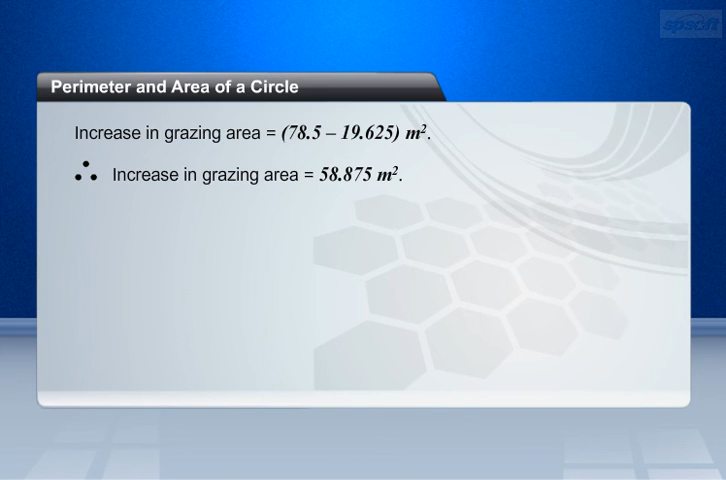 spsoft
Perimeter and Area of a Circle
Increase in grazing area = (78.5 – 19.625) m².
∴ Increase in grazing area = 58.875 m².